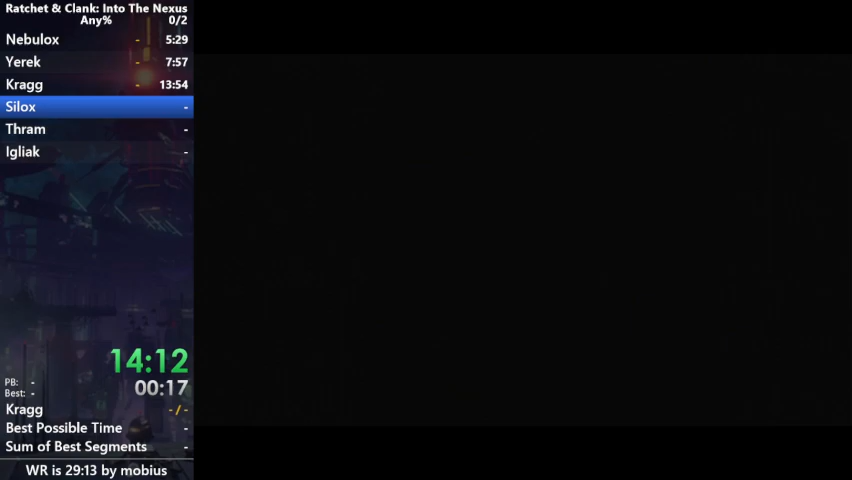 Ratchet & Clank: Into The Nexus
Any% 0/2
Nebulox - 5:29
Yerek - 7:57
Kragg - 13:54
Silox -
Thram -
Igliak -
14:12
PB: - 00:17
Best: -
Kragg - / -
Best Possible Time -
Sum of Best Segments -
WR is 29:13 by mobius